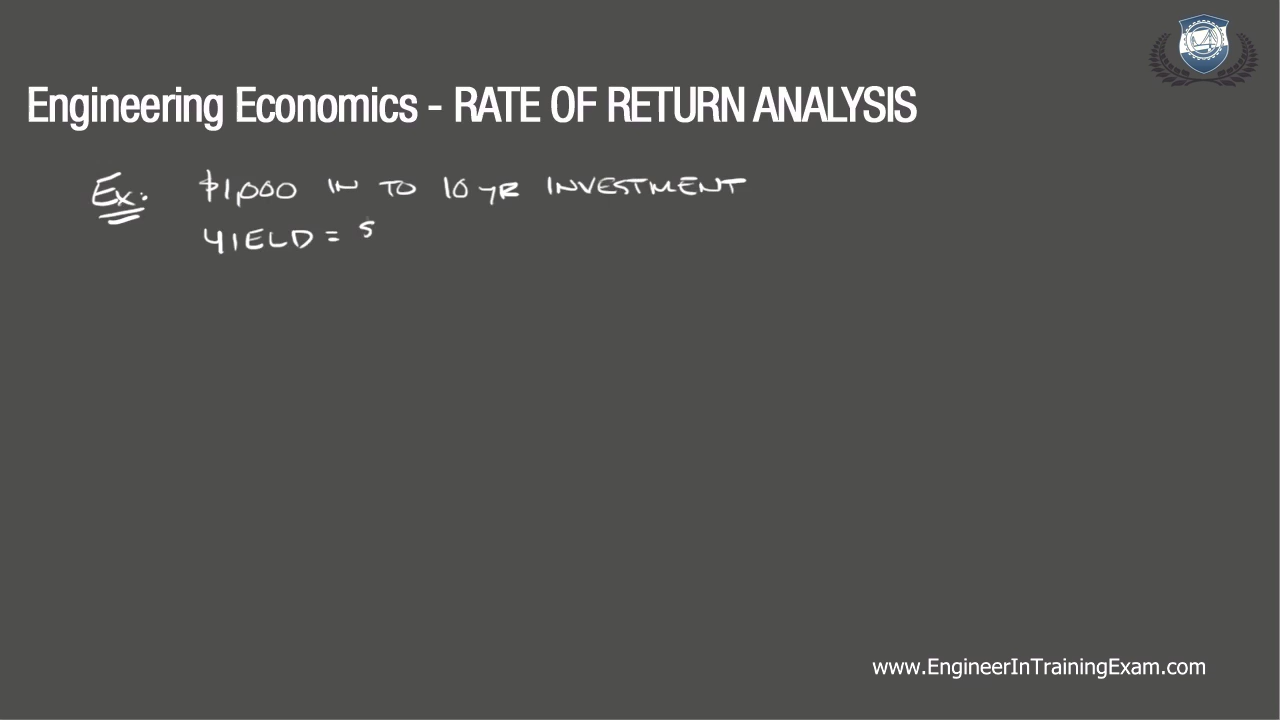 Engineering Economics - RATE OF RETURN ANALYSIS
Ex: $1,000 IN TO 10 YR INVESTMENT
YIELD = 
www.EngineerInTrainingExam.com